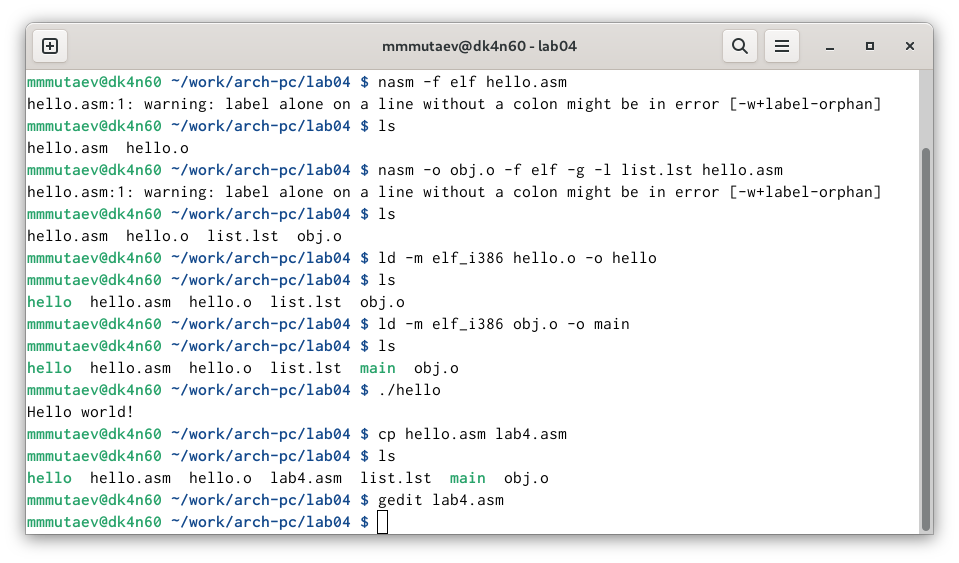 mmmutaev@dk4n60 - lab04
mmmutaev@dk4n60 ~/work/arch-pc/lab04 $ nasm -f elf hello.asm
hello.asm:1: warning: label alone on a line without a colon might be in error [-w+label-orphan]
mmmutaev@dk4n60 ~/work/arch-pc/lab04 $ ls
hello.asm  hello.o
mmmutaev@dk4n60 ~/work/arch-pc/lab04 $ nasm -o obj.o -f elf -g -l list.lst hello.asm
hello.asm:1: warning: label alone on a line without a colon might be in error [-w+label-orphan]
mmmutaev@dk4n60 ~/work/arch-pc/lab04 $ ls
hello.asm  hello.o  list.lst  obj.o
mmmutaev@dk4n60 ~/work/arch-pc/lab04 $ ld -m elf_i386 hello.o -o hello
mmmutaev@dk4n60 ~/work/arch-pc/lab04 $ ls
hello  hello.asm  hello.o  list.lst  obj.o
mmmutaev@dk4n60 ~/work/arch-pc/lab04 $ ld -m elf_i386 obj.o -o main
mmmutaev@dk4n60 ~/work/arch-pc/lab04 $ ls
hello  hello.asm  hello.o  list.lst  main  obj.o
mmmutaev@dk4n60 ~/work/arch-pc/lab04 $ ./hello
Hello world!
mmmutaev@dk4n60 ~/work/arch-pc/lab04 $ cp hello.asm lab4.asm
mmmutaev@dk4n60 ~/work/arch-pc/lab04 $ ls
hello  hello.asm  hello.o  lab4.asm  list.lst  main  obj.o
mmmutaev@dk4n60 ~/work/arch-pc/lab04 $ gedit lab4.asm
mmmutaev@dk4n60 ~/work/arch-pc/lab04 $